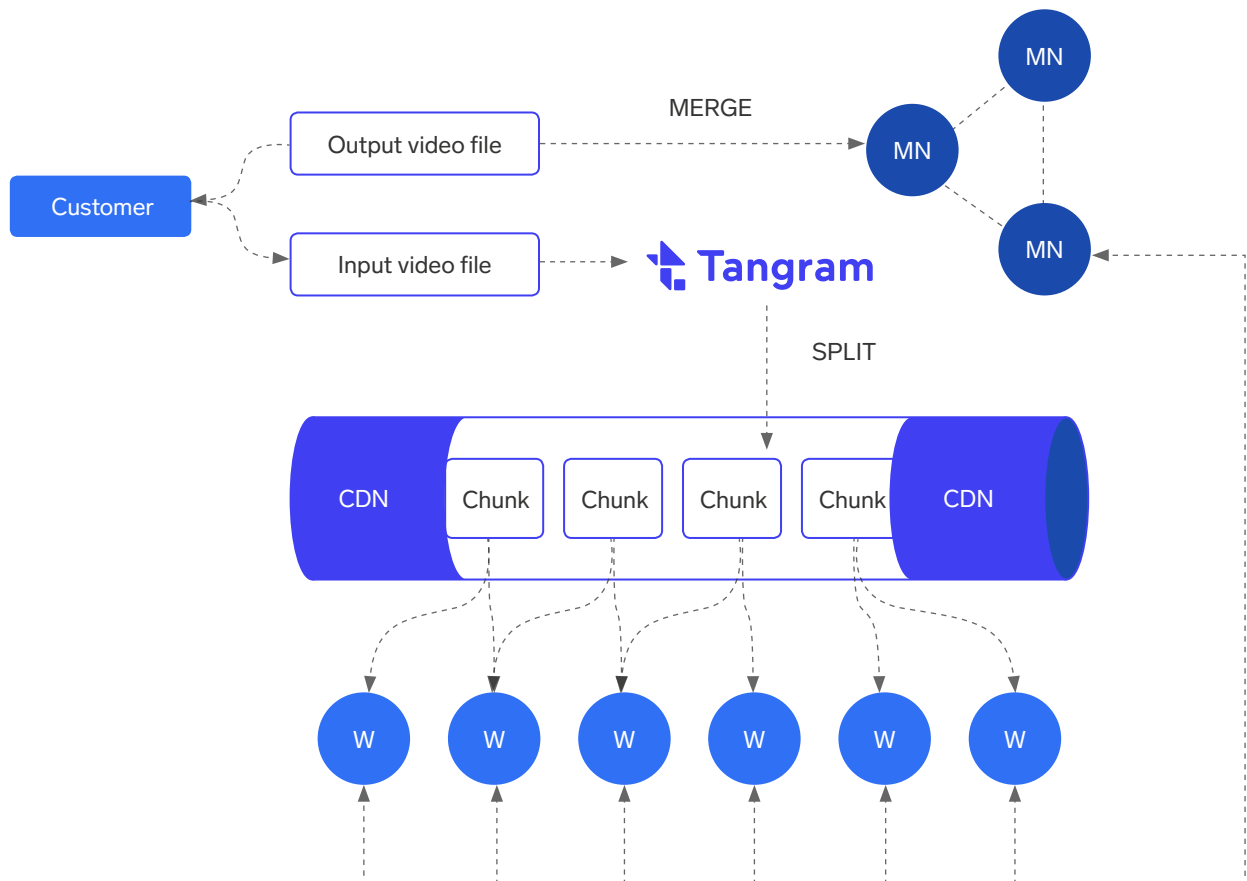 MN
MERGE
Output video file
MN
Customer
Input video file
Tangram
MN
SPLIT
CDN
Chunk
Chunk
Chunk
Chunk
CDN
W
W
W
W
W
W